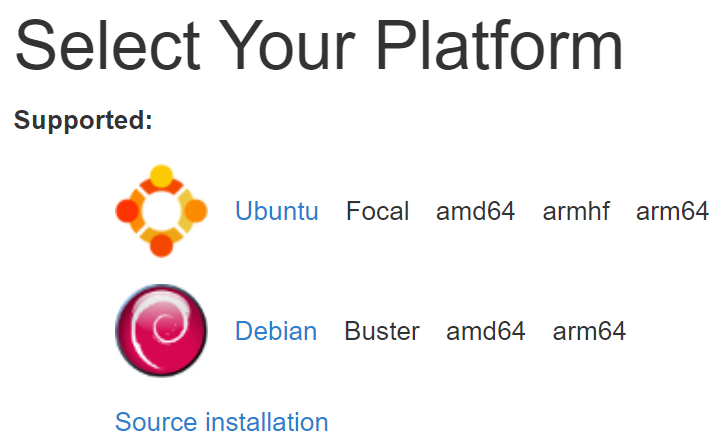 Select Your Platform
Supported:
Ubuntu Focal amd64 armhf arm64
Debian Buster amd64 arm64
Source installation